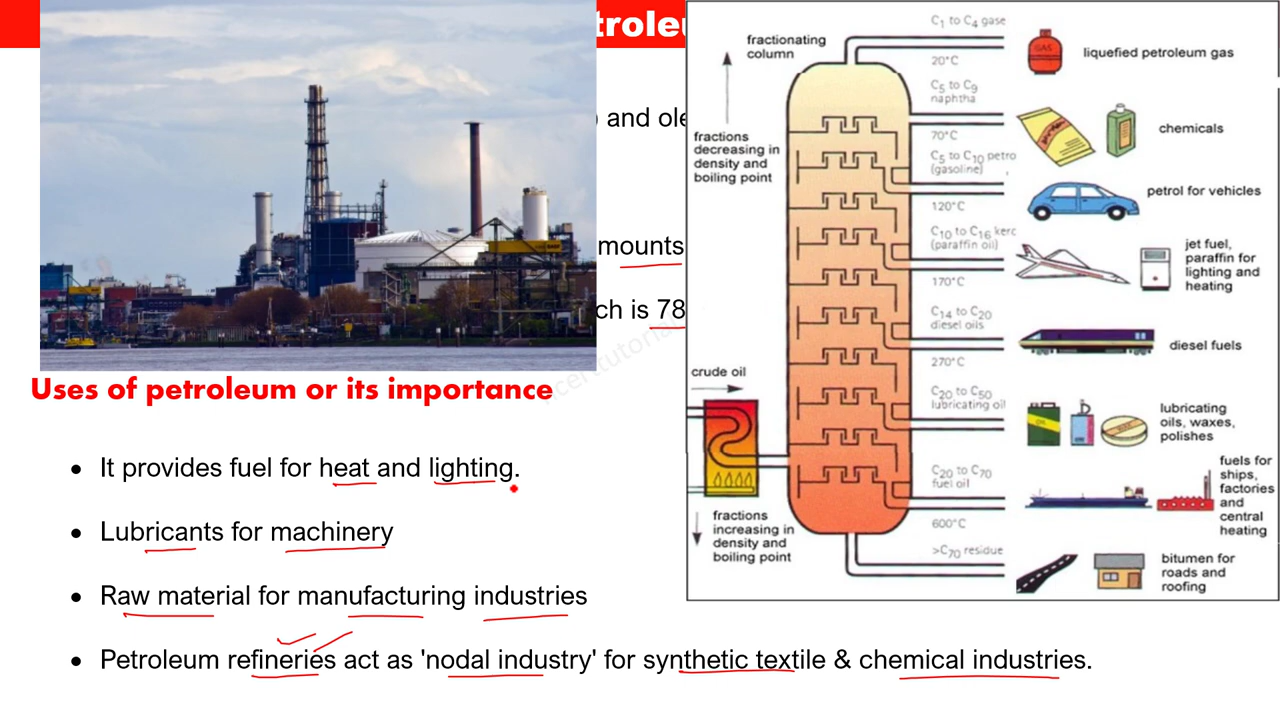 trole
and ole
mounts
ch is 78
Uses of petroleum or its importance
• It provides fuel for heat and lighting.
• Lubricants for machinery
• Raw material for manufacturing industries
• Petroleum refineries act as 'nodal industry' for synthetic textile & chemical industries.
fractionating
column
fractions
decreasing in
density and
boiling point
crude oil
fractions
increasing in
density and
boiling point
C₁ to C₄ gase
20°C
C₅ to C₉
naphtha
70°C
C₅ to C₁₀ petro
(gasoline)
120°C
C₁₀ to C₁₆ kerc
(paraffin oil)
170°C
C₁₄ to C₂₀
diesel oils
270°C
C₂₀ to C₅₀
lubricating oil
C₂₀ to C₇₀
fuel oil
600°C
>C₇₀ residue
GAS
liquefied petroleum gas
chemicals
petrol for vehicles
jet fuel,
paraffin for
lighting and
heating
diesel fuels
OIL
lubricating
oils, waxes,
polishes
fuels for
ships,
factories
and
central
heating
bitumen for
roads and
roofing